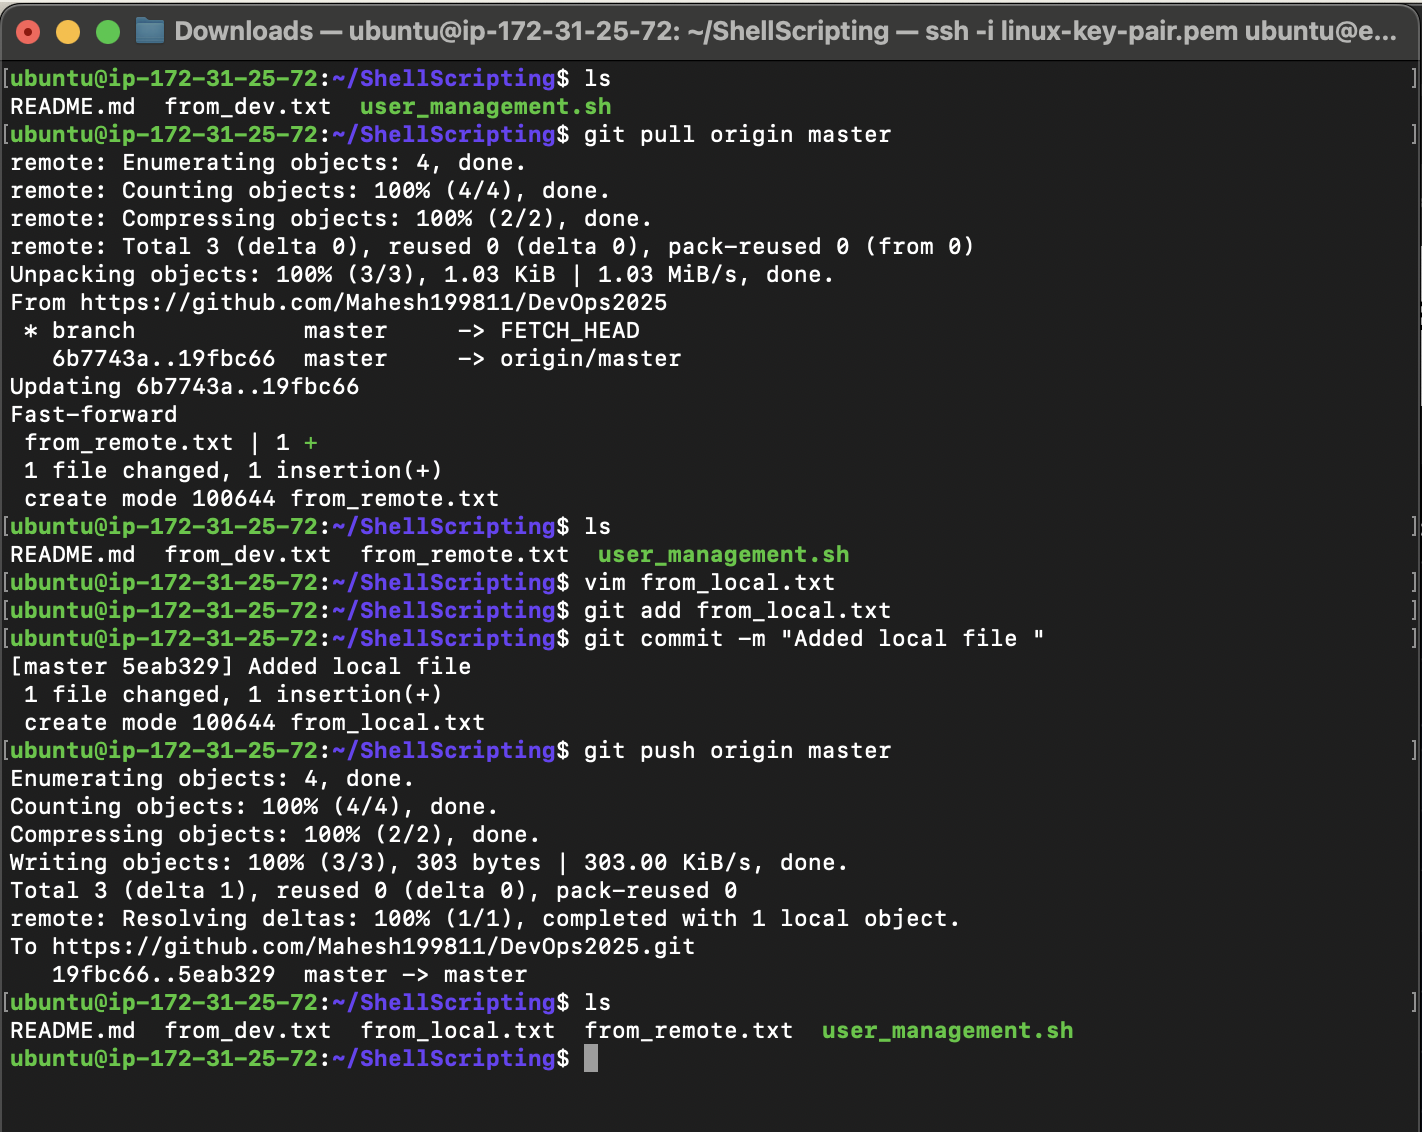 Downloads — ubuntu@ip-172-31-25-72: ~/ShellScripting — ssh -i linux-key-pair.pem ubuntu@e...
[ubuntu@ip-172-31-25-72:~/ShellScripting$ ls ]
README.md  from_dev.txt  user_management.sh
[ubuntu@ip-172-31-25-72:~/ShellScripting$ git pull origin master ]
remote: Enumerating objects: 4, done.
remote: Counting objects: 100% (4/4), done.
remote: Compressing objects: 100% (2/2), done.
remote: Total 3 (delta 0), reused 0 (delta 0), pack-reused 0 (from 0)
Unpacking objects: 100% (3/3), 1.03 KiB | 1.03 MiB/s, done.
From https://github.com/Mahesh199811/DevOps2025
 * branch            master     -> FETCH_HEAD
   6b7743a..19fbc66  master     -> origin/master
Updating 6b7743a..19fbc66
Fast-forward
 from_remote.txt | 1 +
 1 file changed, 1 insertion(+)
 create mode 100644 from_remote.txt
[ubuntu@ip-172-31-25-72:~/ShellScripting$ ls ]
README.md  from_dev.txt  from_remote.txt  user_management.sh
[ubuntu@ip-172-31-25-72:~/ShellScripting$ vim from_local.txt ]
[ubuntu@ip-172-31-25-72:~/ShellScripting$ git add from_local.txt ]
[ubuntu@ip-172-31-25-72:~/ShellScripting$ git commit -m "Added local file " ]
[master 5eab329] Added local file
 1 file changed, 1 insertion(+)
 create mode 100644 from_local.txt
[ubuntu@ip-172-31-25-72:~/ShellScripting$ git push origin master ]
Enumerating objects: 4, done.
Counting objects: 100% (4/4), done.
Compressing objects: 100% (2/2), done.
Writing objects: 100% (3/3), 303 bytes | 303.00 KiB/s, done.
Total 3 (delta 1), reused 0 (delta 0), pack-reused 0
remote: Resolving deltas: 100% (1/1), completed with 1 local object.
To https://github.com/Mahesh199811/DevOps2025.git
   19fbc66..5eab329  master -> master
[ubuntu@ip-172-31-25-72:~/ShellScripting$ ls ]
README.md  from_dev.txt  from_local.txt  from_remote.txt  user_management.sh
ubuntu@ip-172-31-25-72:~/ShellScripting$